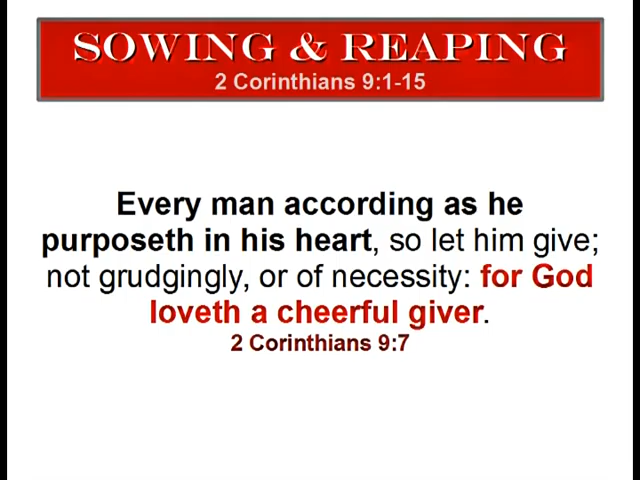 SOWING & REAPING
2 Corinthians 9:1-15
Every man according as he
purposeth in his heart, so let him give;
not grudgingly, or of necessity: for God
loveth a cheerful giver.
2 Corinthians 9:7